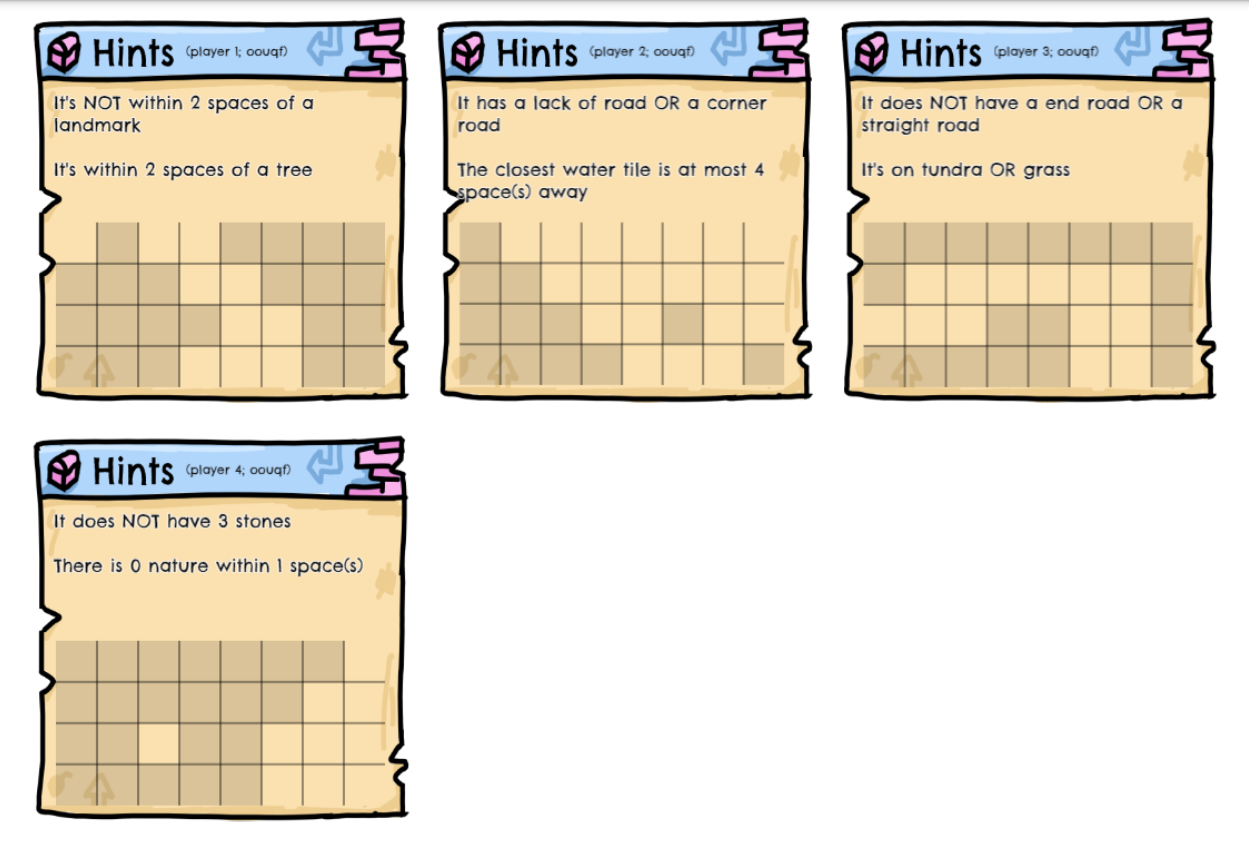 Hints (player 1; oouqf)
It's NOT within 2 spaces of a
landmark
It's within 2 spaces of a tree
Hints (player 2; oouqf)
It has a lack of road OR a corner
road
The closest water tile is at most 4
space(s) away
Hints (player 3; oouqf)
It does NOT have a end road OR a
straight road
It's on tundra OR grass
Hints (player 4; oouqf)
It does NOT have 3 stones
There is 0 nature within 1 space(s)